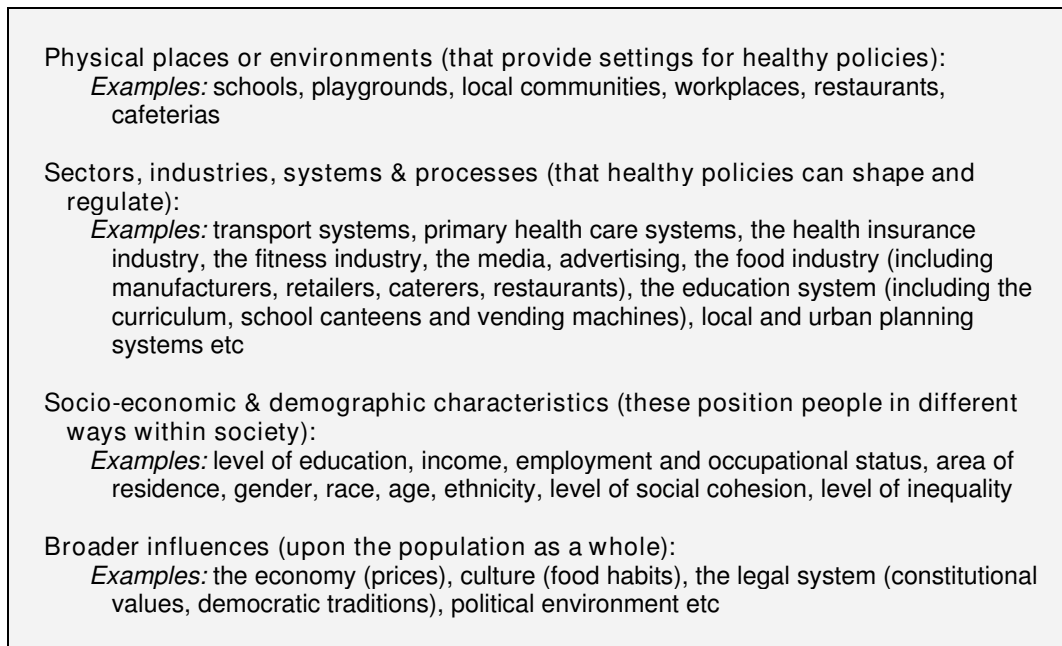 Physical places or environments (that provide settings for healthy policies):
Examples: schools, playgrounds, local communities, workplaces, restaurants,
cafeterias
Sectors, industries, systems & processes (that healthy policies can shape and
regulate):
Examples: transport systems, primary health care systems, the health insurance
industry, the fitness industry, the media, advertising, the food industry (including
manufacturers, retailers, caterers, restaurants), the education system (including the
curriculum, school canteens and vending machines), local and urban planning
systems etc
Socio-economic & demographic characteristics (these position people in different
ways within society):
Examples: level of education, income, employment and occupational status, area of
residence, gender, race, age, ethnicity, level of social cohesion, level of inequality
Broader influences (upon the population as a whole):
Examples: the economy (prices), culture (food habits), the legal system (constitutional
values, democratic traditions), political environment etc